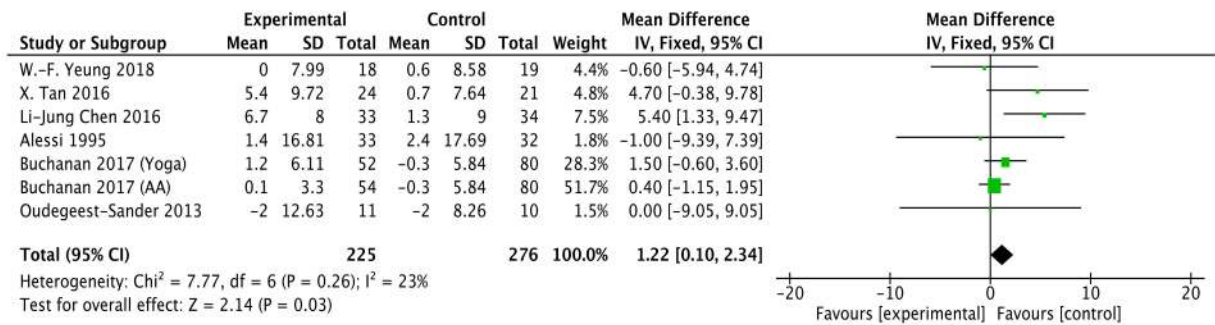 Experimental Control Mean Difference Mean Difference
Study or Subgroup Mean SD Total Mean SD Total Weight IV, Fixed, 95% CI IV, Fixed, 95% CI
W.-F. Yeung 2018 0 7.99 18 0.6 8.58 19 4.4% -0.60 [-5.94, 4.74]
X. Tan 2016 5.4 9.72 24 0.7 7.64 21 4.8% 4.70 [-0.38, 9.78]
Li-Jung Chen 2016 6.7 8 33 1.3 9 34 7.5% 5.40 [1.33, 9.47]
Alessi 1995 1.4 16.81 33 2.4 17.69 32 1.8% -1.00 [-9.39, 7.39]
Buchanan 2017 (Yoga) 1.2 6.11 52 -0.3 5.84 80 28.3% 1.50 [-0.60, 3.60]
Buchanan 2017 (AA) 0.1 3.3 54 -0.3 5.84 80 51.7% 0.40 [-1.15, 1.95]
Oudegeest-Sander 2013 -2 12.63 11 -2 8.26 10 1.5% 0.00 [-9.05, 9.05]
Total (95% CI) 225 276 100.0% 1.22 [0.10, 2.34]
Heterogeneity: Chi² = 7.77, df = 6 (P = 0.26); I² = 23%
Test for overall effect: Z = 2.14 (P = 0.03)
-20 -10 0 10 20
Favours [experimental] Favours [control]